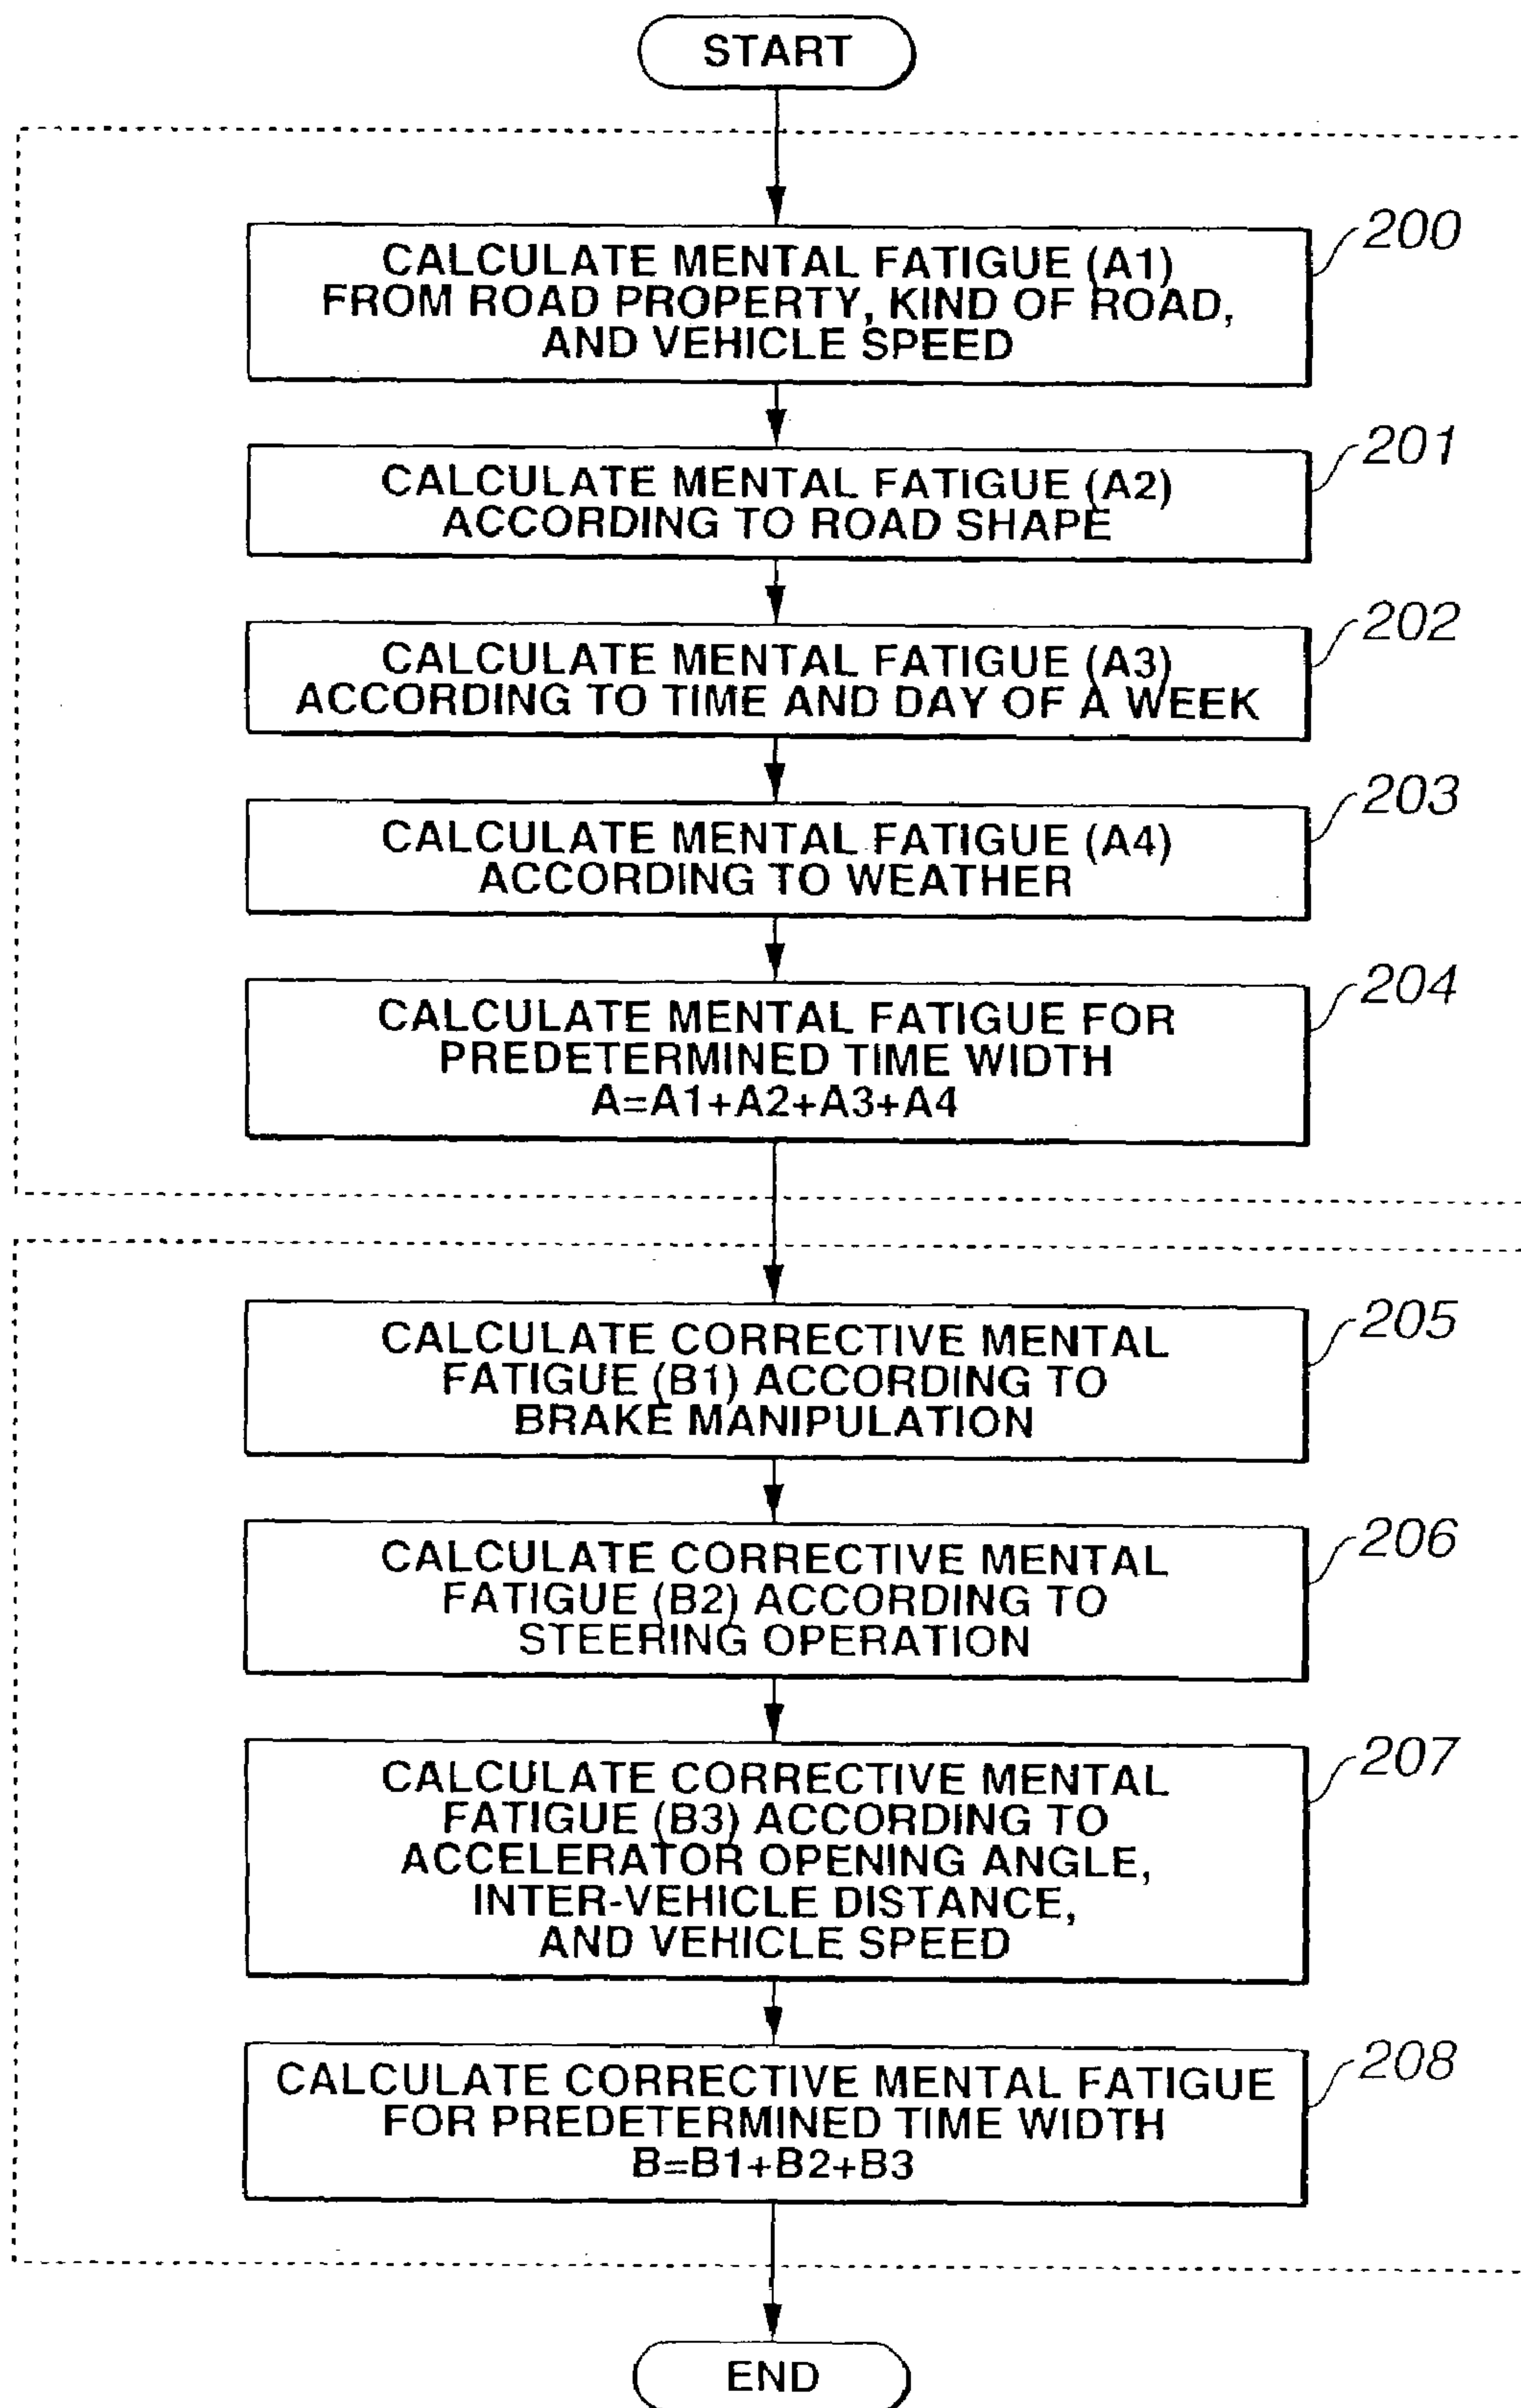 START
200
CALCULATE MENTAL FATIGUE (A1)
FROM ROAD PROPERTY, KIND OF ROAD,
AND VEHICLE SPEED
201
CALCULATE MENTAL FATIGUE (A2)
ACCORDING TO ROAD SHAPE
202
CALCULATE MENTAL FATIGUE (A3)
ACCORDING TO TIME AND DAY OF A WEEK
203
CALCULATE MENTAL FATIGUE (A4)
ACCORDING TO WEATHER
204
CALCULATE MENTAL FATIGUE FOR
PREDETERMINED TIME WIDTH
A=A1+A2+A3+A4
205
CALCULATE CORRECTIVE MENTAL
FATIGUE (B1) ACCORDING TO
BRAKE MANIPULATION
206
CALCULATE CORRECTIVE MENTAL
FATIGUE (B2) ACCORDING TO
STEERING OPERATION
207
CALCULATE CORRECTIVE MENTAL
FATIGUE (B3) ACCORDING TO
ACCELERATOR OPENING ANGLE,
INTER-VEHICLE DISTANCE,
AND VEHICLE SPEED
208
CALCULATE CORRECTIVE MENTAL FATIGUE
FOR PREDETERMINED TIME WIDTH
B=B1+B2+B3
END